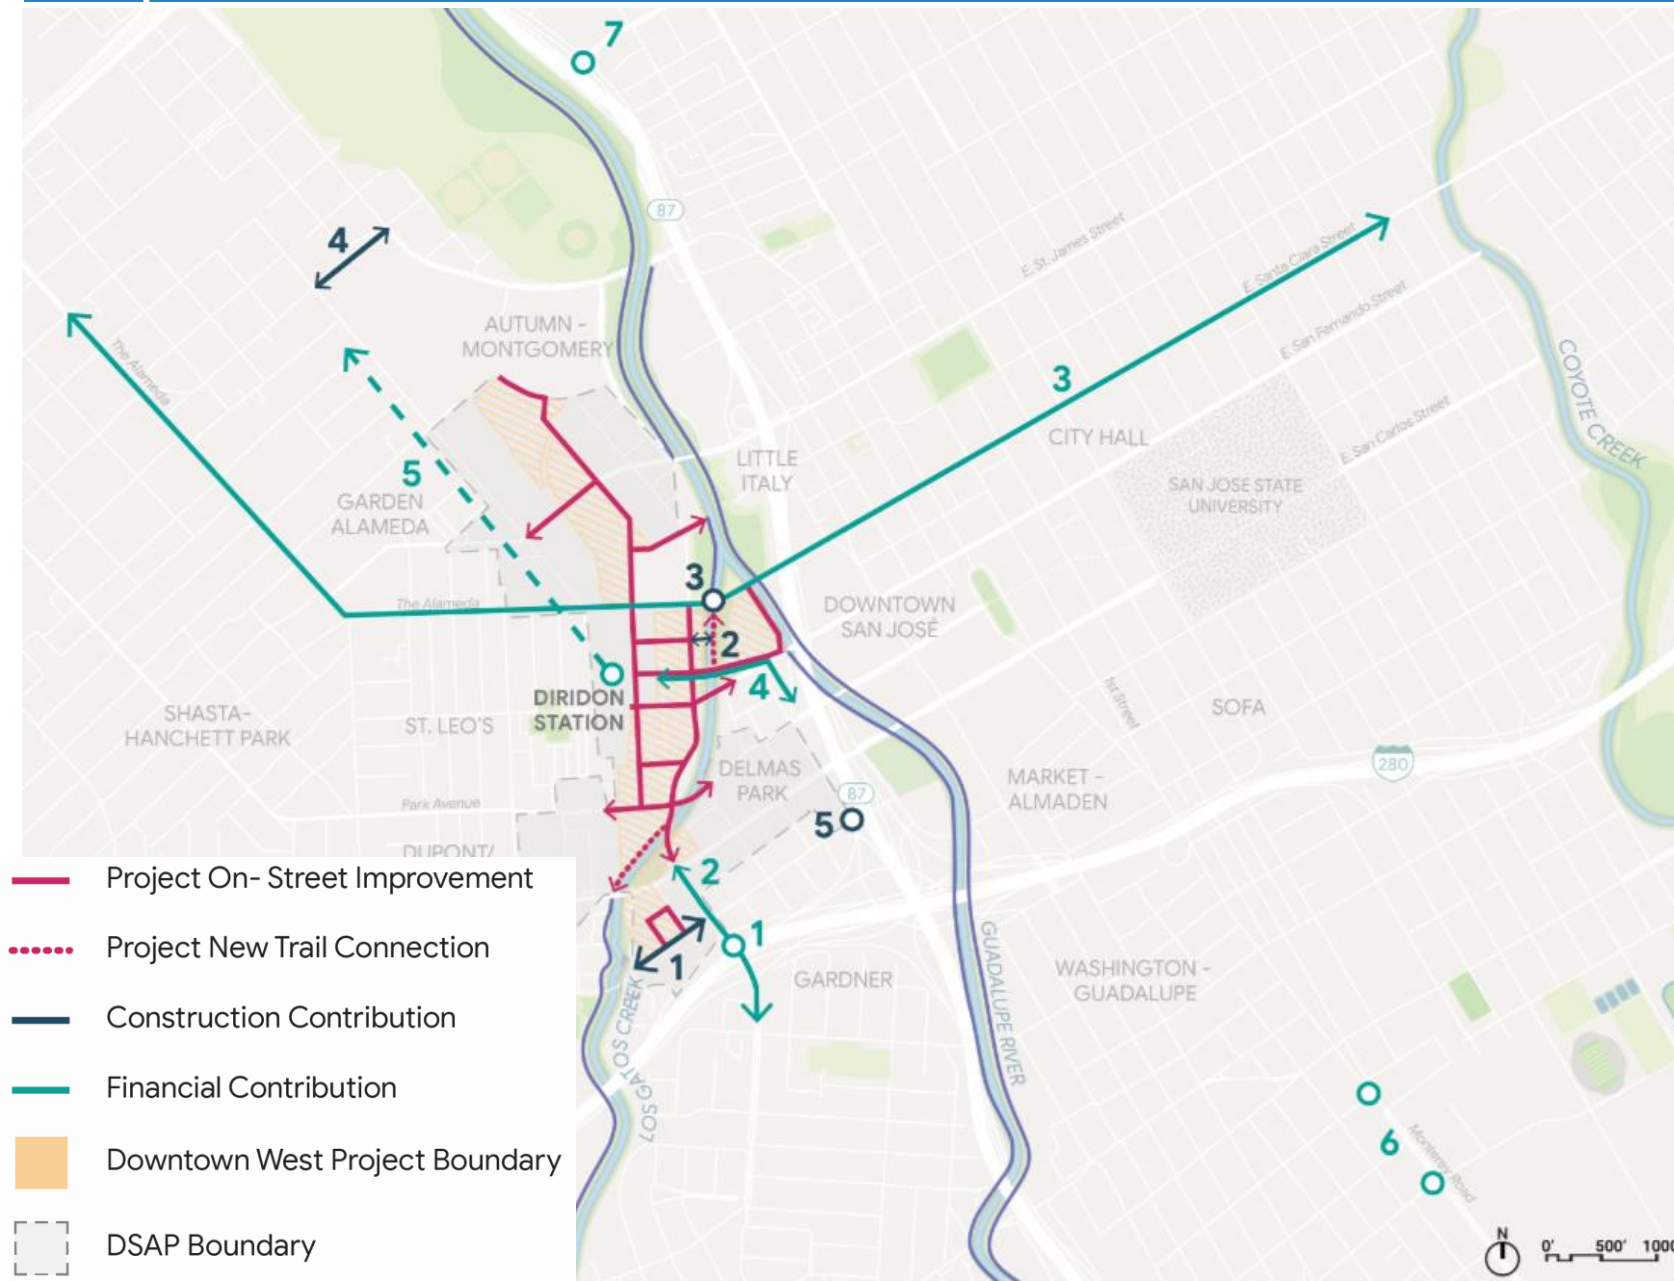 7
87
4
E. St. James Street
E. Santa Clara Street
E. San Fernando Street
AUTUMN -
MONTGOMERY
The Alameda
COYOTE CREEK
3
CITY HALL
E. San Carlos Street
LITTLE
ITALY
5
GARDEN
ALAMEDA
SAN JOSE STATE
UNIVERSITY
3
The Alameda
DOWNTOWN
SAN JOSÉ
2
4
DIRIDON
STATION
1st Street
SOFA
SHASTA-
HANCHETT PARK
ST. LEO'S
280
DELMAS
PARK
MARKET -
ALMADEN
87
Park Avenue
5
DUPONT/
2
1
1
GARDNER
WASHINGTON -
GUADALUPE
GUADALUPE RIVER
LOS GATOS CREEK
6
Monterey Road
Project On- Street Improvement
Project New Trail Connection
Construction Contribution
Financial Contribution
Downtown West Project Boundary
DSAP Boundary
N
0' 500' 1000